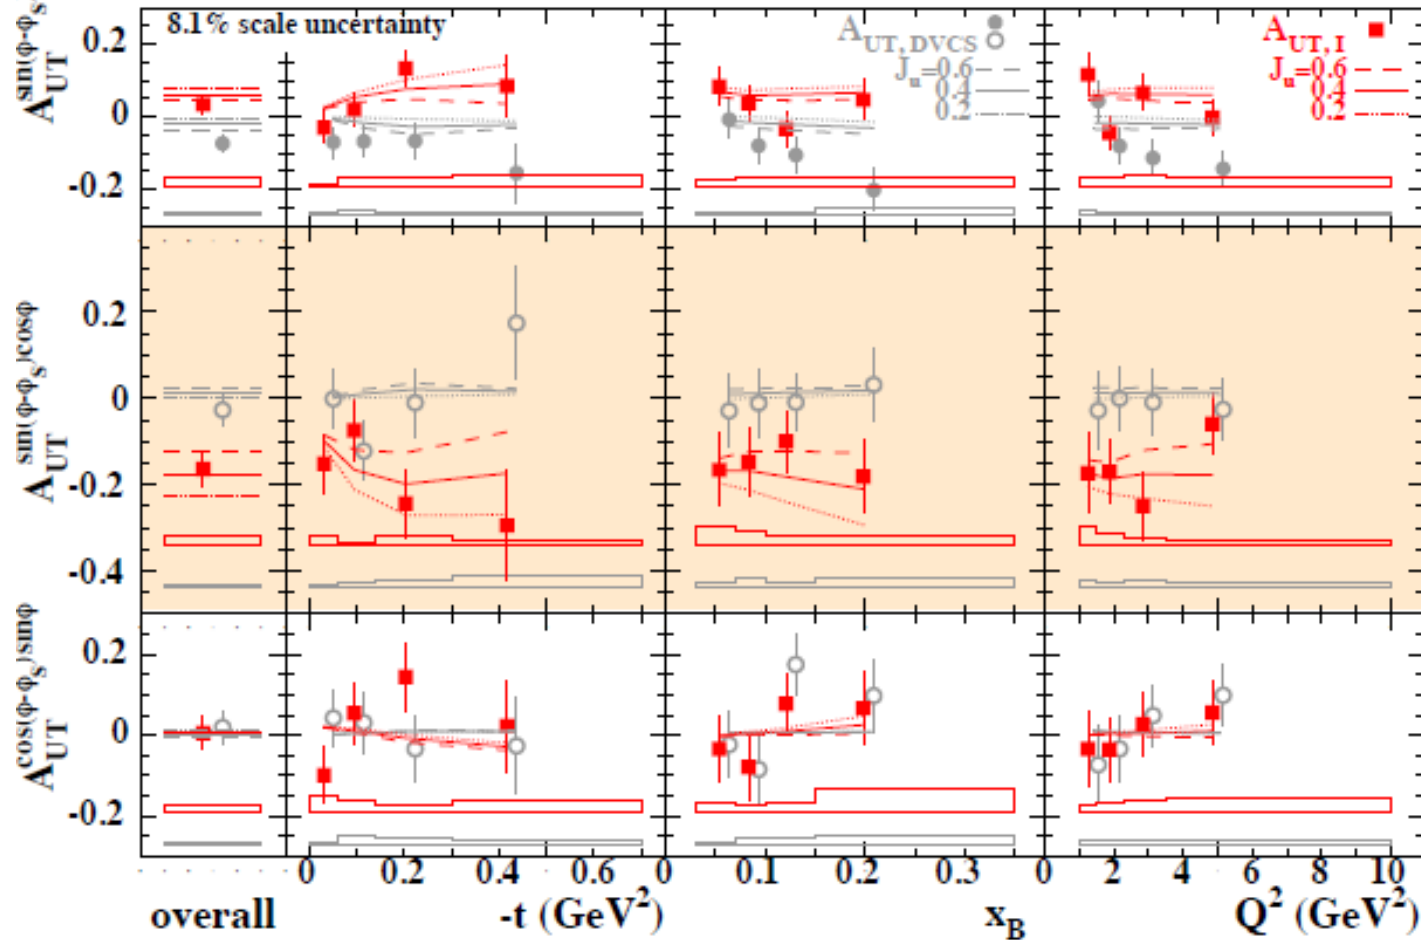 8.1% scale uncertainty
A_UT, DVCS
J_u=0.6
0.4
0.2
A_UT, I
J_u=0.6
0.4
0.2
A_UT^sin(φ-φ_S)
0.2
0
-0.2
A_UT^sin(φ-φ_S)cosφ
0.2
0
-0.2
-0.4
A_UT^cos(φ-φ_S)sinφ
0.2
0
-0.2
0 0.2 0.4 0.6 0 0.1 0.2 0.3 0 2 4 6 8 10
overall -t (GeV²) x_B Q² (GeV²)